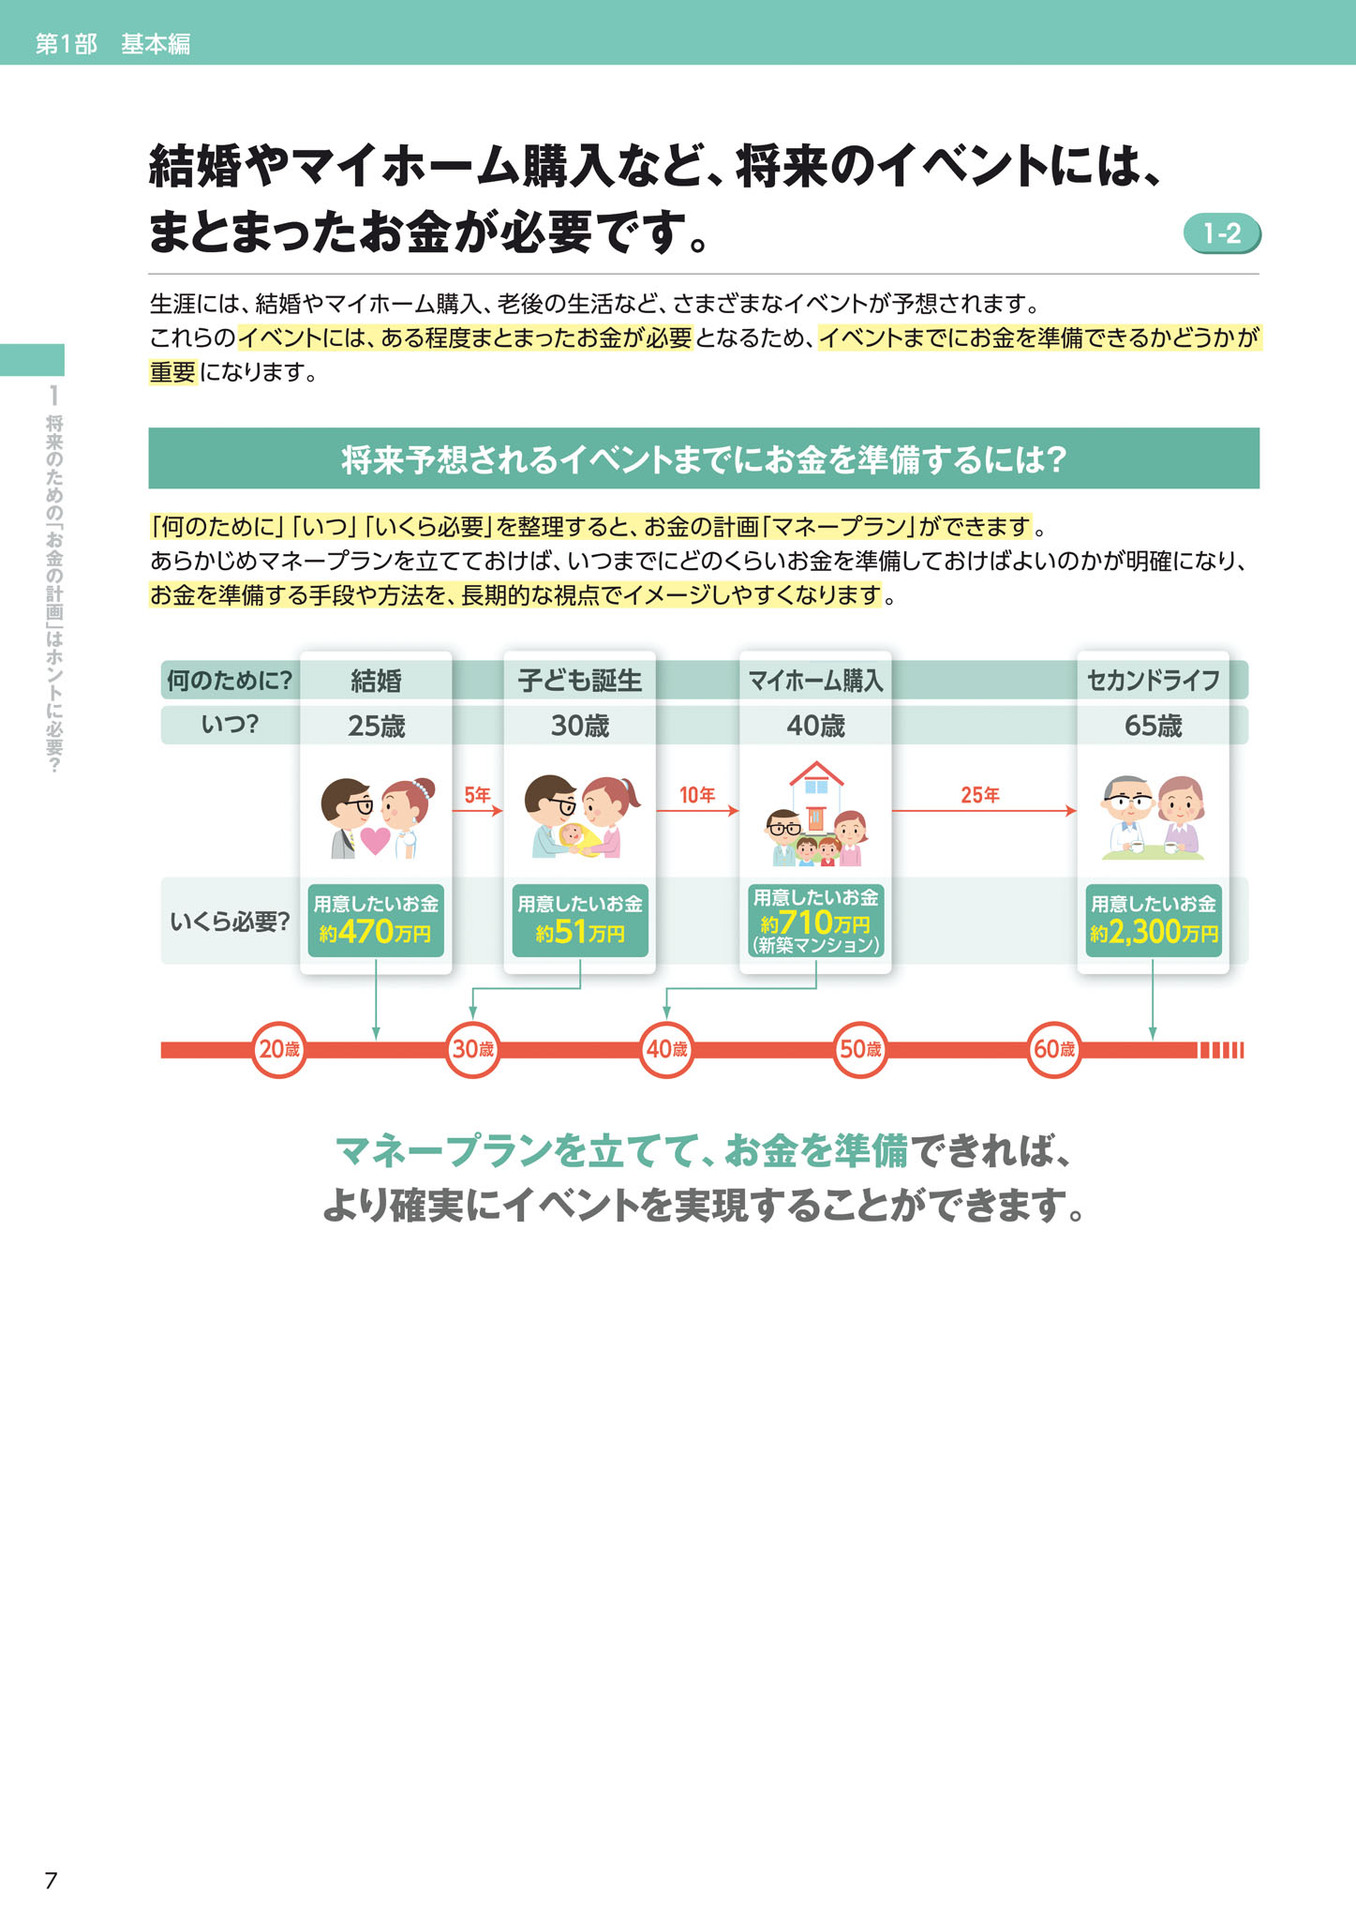 第1部　基本編
結婚やマイホーム購入など、将来のイベントには、
まとまったお金が必要です。
1-2
生涯には、結婚やマイホーム購入、老後の生活など、さまざまなイベントが予想されます。
これらのイベントには、ある程度まとまったお金が必要となるため、イベントまでにお金を準備できるかどうかが
重要になります。
1 将来のための「お金の計画」はホントに必要？
将来予想されるイベントまでにお金を準備するには？
「何のために」「いつ」「いくら必要」を整理すると、お金の計画「マネープラン」ができます。
あらかじめマネープランを立てておけば、いつまでにどのくらいお金を準備しておけばよいのかが明確になり、
お金を準備する手段や方法を、長期的な視点でイメージしやすくなります。
何のために？ 結婚 子ども誕生 マイホーム購入 セカンドライフ
いつ？ 25歳 30歳 40歳 65歳
5年 10年 25年
いくら必要？
用意したいお金
約470万円
用意したいお金
約51万円
用意したいお金
約710万円
（新築マンション）
用意したいお金
約2,300万円
20歳 30歳 40歳 50歳 60歳
マネープランを立てて、お金を準備できれば、
より確実にイベントを実現することができます。
7